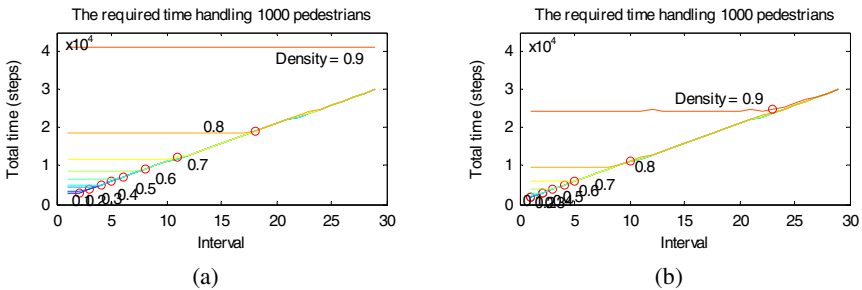 The required time handling 1000 pedestrians
x10^4
Density = 0.9
0.8
0.7
0.6
0.5
0.4
0.3
0.2
0.1
4
3
2
1
0
Total time (steps)
0 5 10 15 20 25 30
Interval
(a)
The required time handling 1000 pedestrians
x10^4
Density = 0.9
0.8
0.7
0.6
4
3
2
1
0
Total time (steps)
0 5 10 15 20 25 30
Interval
(b)